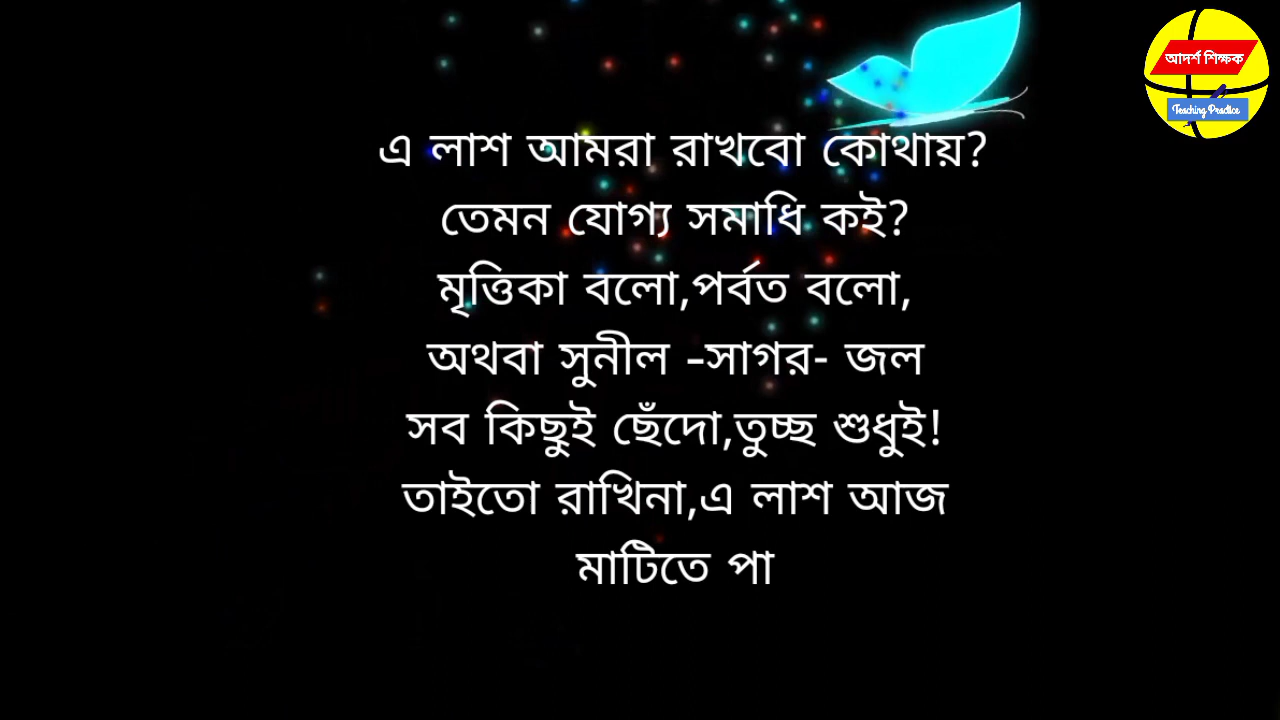 আদর্শ শিক্ষক
Teaching Practice
এ লাশ আমরা রাখবো কোথায়?
তেমন যোগ্য সমাধি কই?
মৃত্তিকা বলো,পর্বত বলো,
অথবা সুনীল –সাগর- জল
সব কিছুই ছেঁদো,তুচ্ছ শুধুই!
তাইতো রাখিনা,এ লাশ আজ
মাটিতে পা